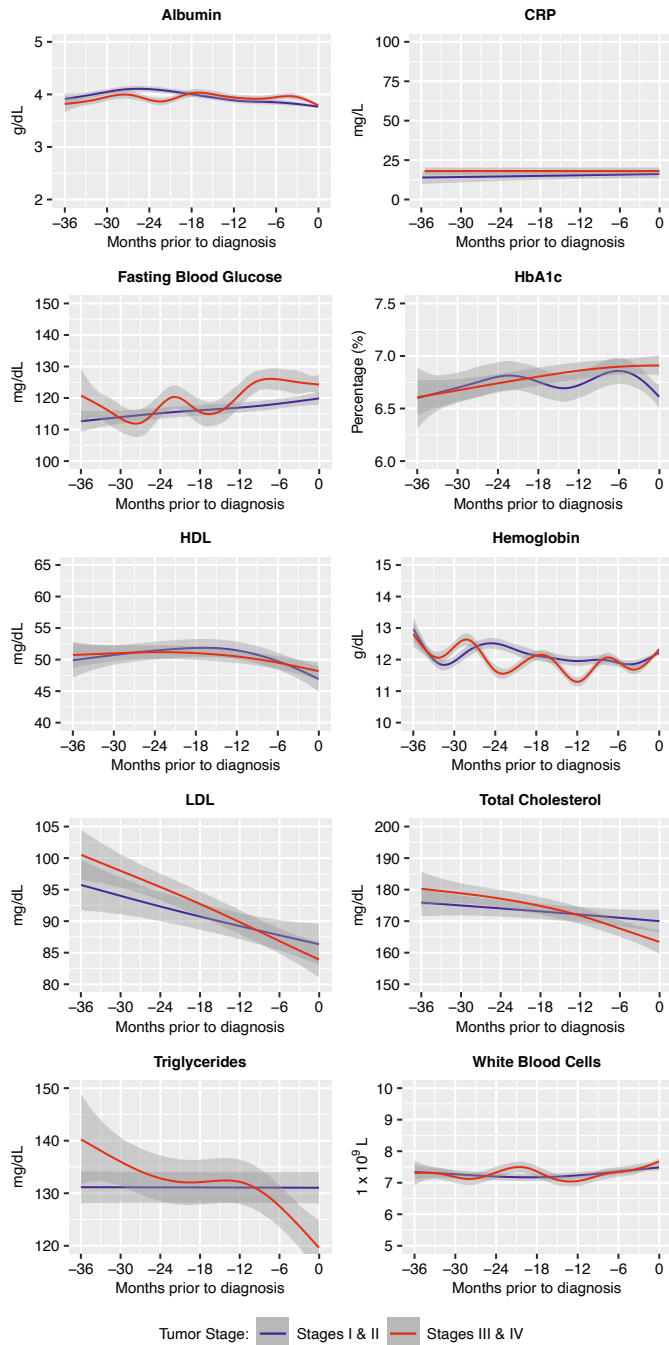 Albumin
5
4
3
2
g/dL
−36 −30 −24 −18 −12 −6 0
Months prior to diagnosis
CRP
100
75
50
25
0
mg/L
−36 −30 −24 −18 −12 −6 0
Months prior to diagnosis
Fasting Blood Glucose
150
140
130
120
110
100
mg/dL
−36 −30 −24 −18 −12 −6 0
Months prior to diagnosis
HbA1c
7.5
7.0
6.5
6.0
Percentage (%)
−36 −30 −24 −18 −12 −6 0
Months prior to diagnosis
HDL
65
60
55
50
45
40
mg/dL
−36 −30 −24 −18 −12 −6 0
Months prior to diagnosis
Hemoglobin
15
14
13
12
11
10
g/dL
−36 −30 −24 −18 −12 −6 0
Months prior to diagnosis
LDL
105
100
95
90
85
80
mg/dL
−36 −30 −24 −18 −12 −6 0
Months prior to diagnosis
Total Cholesterol
200
190
180
170
160
150
mg/dL
−36 −30 −24 −18 −12 −6 0
Months prior to diagnosis
Triglycerides
150
140
130
120
mg/dL
−36 −30 −24 −18 −12 −6 0
Months prior to diagnosis
White Blood Cells
10
9
8
7
6
5
1 x 10⁹ L
−36 −30 −24 −18 −12 −6 0
Months prior to diagnosis
Tumor Stage: Stages I & II Stages III & IV